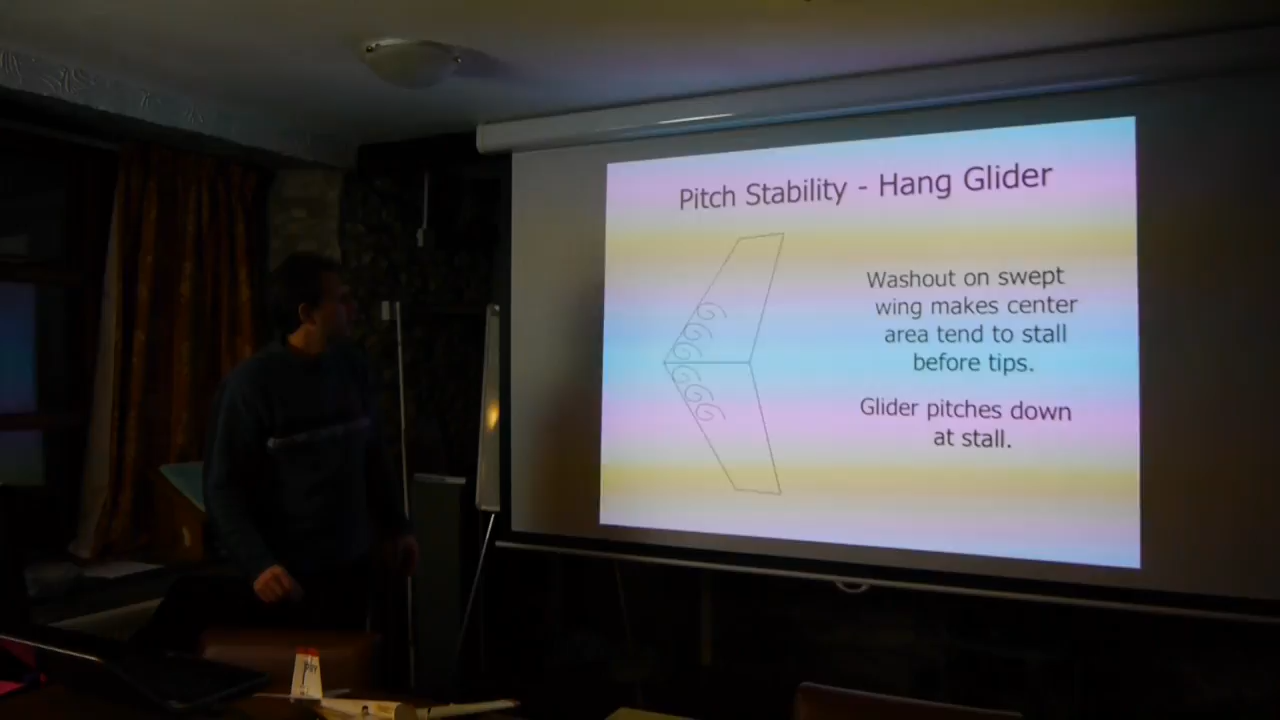 Pitch Stability - Hang Glider
Washout on swept
wing makes center
area tend to stall
before tips.
Glider pitches down
at stall.